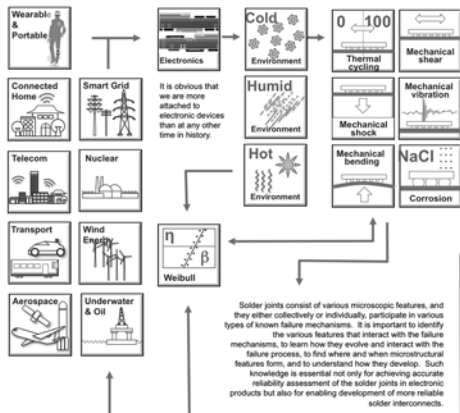 Wearable
&
Portable
Connected
Home
Smart Grid
Telecom
Nuclear
Transport
Wind
Energy
Aerospace
Underwater
& Oil
Electronics
It is obvious that
we are more
attached to
electronic devices
than at any other
time in history.
Cold
Environment
Humid
Environment
Hot
Environment
0 100
Thermal
cycling
Mechanical
shear
Mechanical
shock
Mechanical
vibration
Mechanical
bending
NaCl
Corrosion
η
β
Weibull
Solder joints consist of various microscopic features, and
they either collectively or individually, participate in various
types of known failure mechanisms. It is important to identify
the various features that interact with the failure
mechanisms, to learn how they evolve and interact with the
failure process, to find where and when microstructural
features form, and to understand how they develop. Such
knowledge is essential not only for achieving accurate
reliability assessment of the solder joints in electronic
products but also for enabling development of more reliable
solder interconnects.